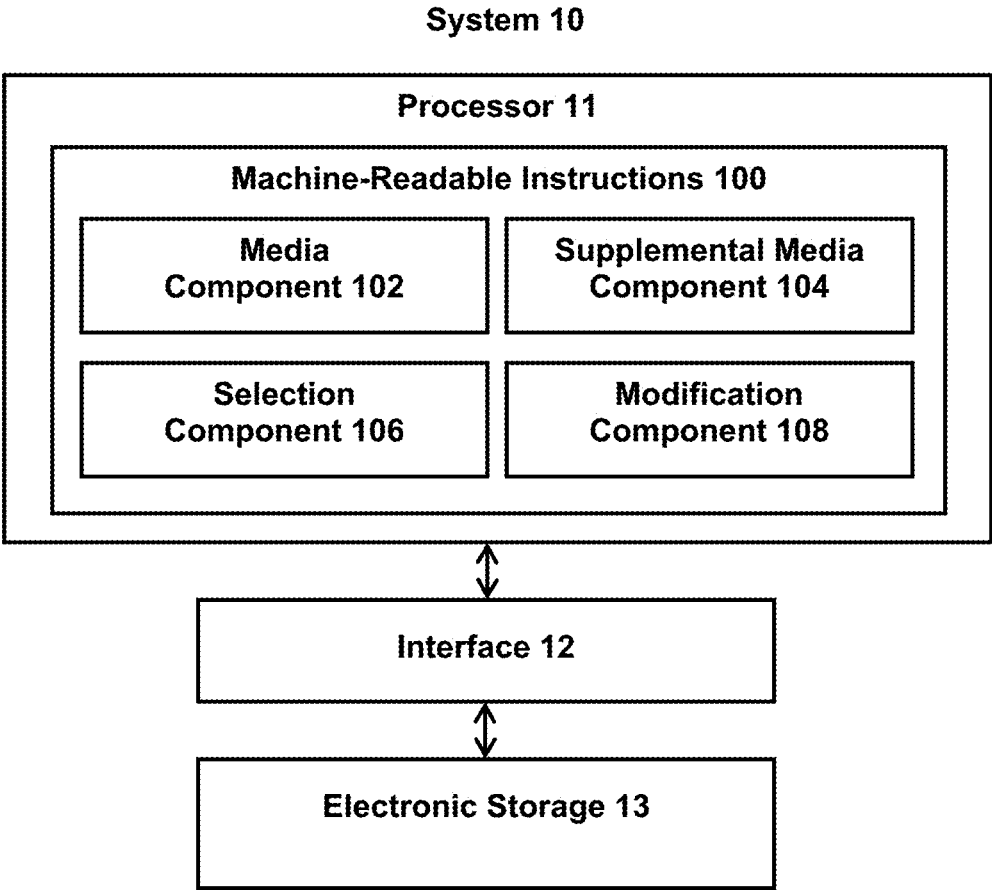 System 10
Processor 11
Machine-Readable Instructions 100
Media
Component 102
Supplemental Media
Component 104
Selection
Component 106
Modification
Component 108
Interface 12
Electronic Storage 13